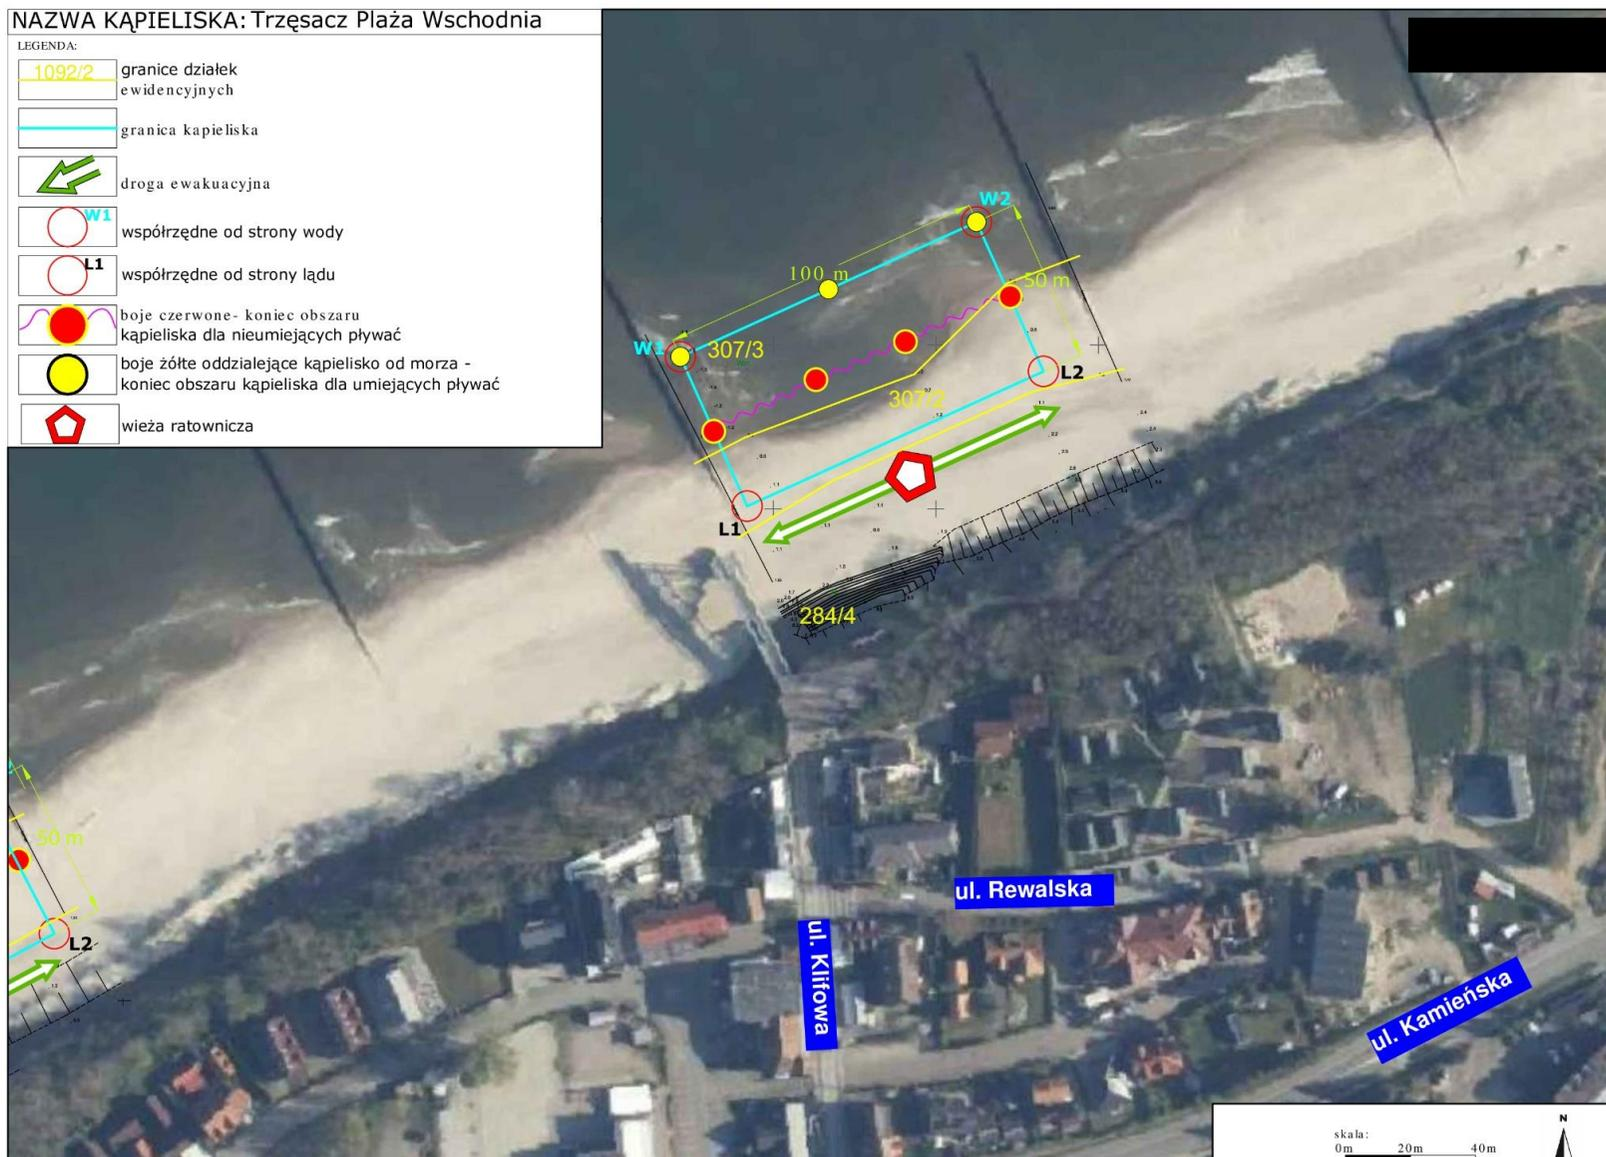 NAZWA KĄPIELISKA: Trzęsacz Plaża Wschodnia
LEGENDA:
1092/2
granice działek
ewidencyjnych
granica kapieliska
droga ewakuacyjna
W1
współrzędne od strony wody
L1
współrzędne od strony lądu
boje czerwone- koniec obszaru
kąpieliska dla nieumiejących pływać
boje żółte oddzialejące kąpielisko od morza -
koniec obszaru kąpieliska dla umiejących pływać
wieża ratownicza
W2
100 m
50 m
W1
307/3
L2
307/2
L1
284/4
50 m
L2
ul. Rewalska
ul. Klifowa
ul. Kamieńska
N
skala:
0m 20m 40m